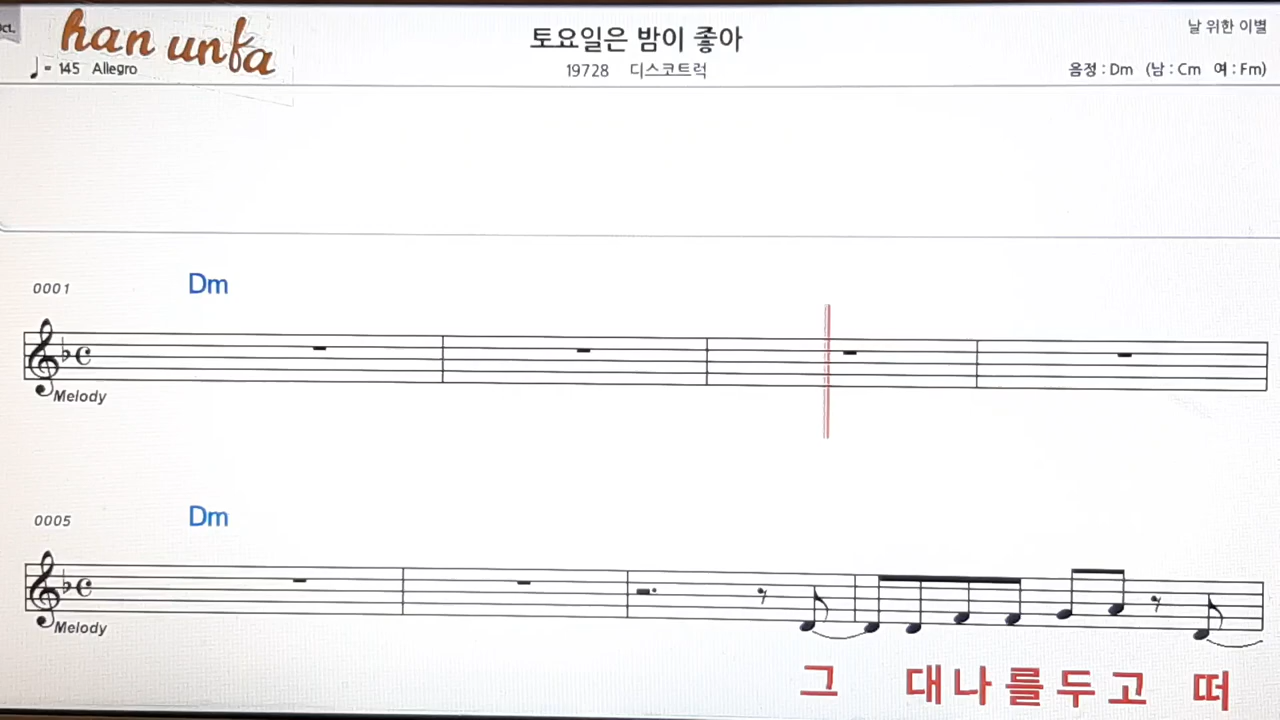 han unfa
토요일은 밤이 좋아
날 위한 이별
♩= 145 Allegro
19728 디스코트럭
음정 : Dm (남 : Cm 여 : Fm)
0001 Dm
Melody
0005 Dm
Melody
그 대나를두고 떠